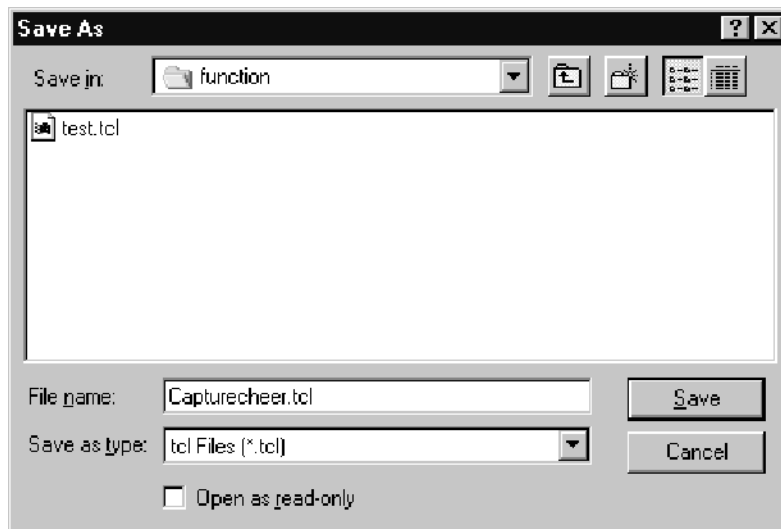 Save As
Save in: function
test.tcl
File name: Capturecheer.tcl Save
Save as type: tcl Files (*.tcl) Cancel
Open as read-only